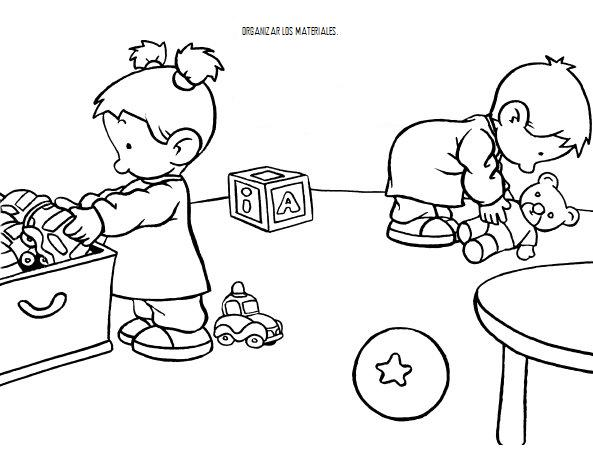 ORGANIZAR LOS MATERIALES.
i A